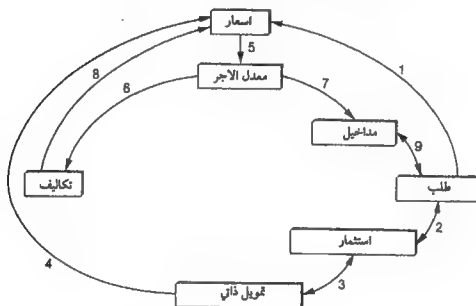 اسعار
5
8
1
معدل الاجر
6
7
مداخيل
9
تكاليف
طلب
2
استثمار
4
3
تمويل ذاتي